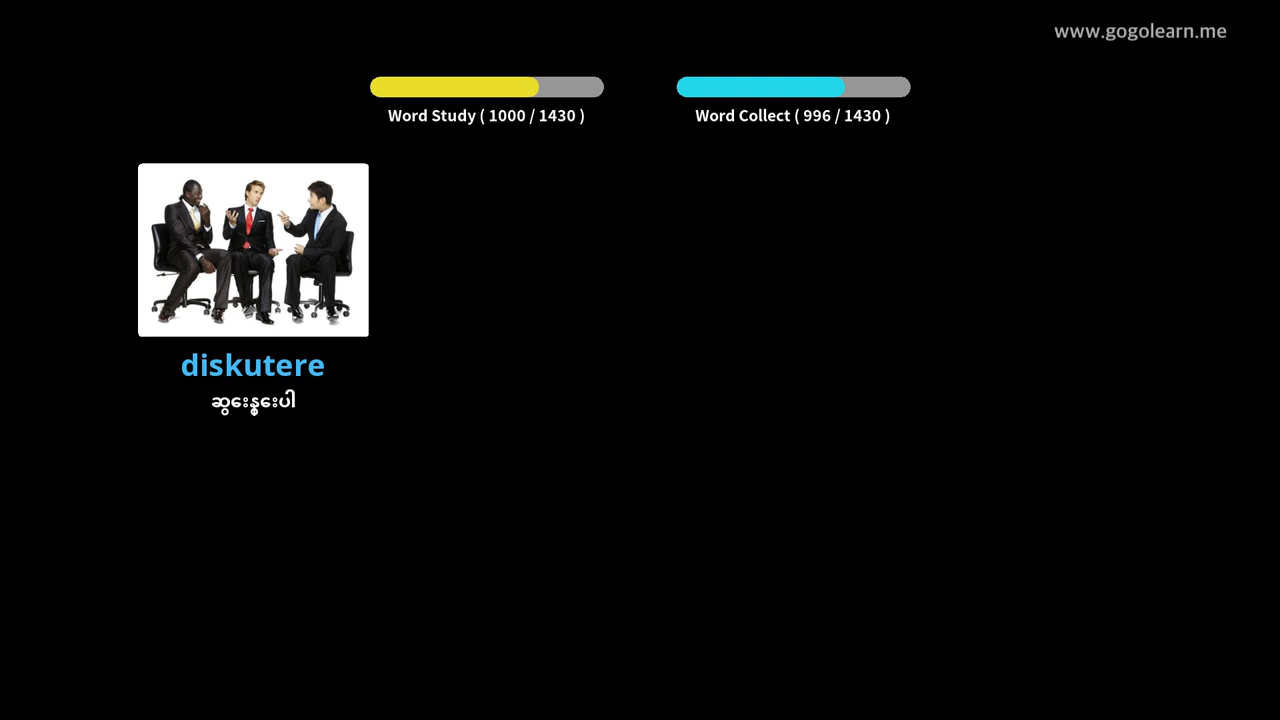 www.gogolearn.me
Word Study ( 1000 / 1430 )
Word Collect ( 996 / 1430 )
diskutere
ဆွေးနွေးပါ